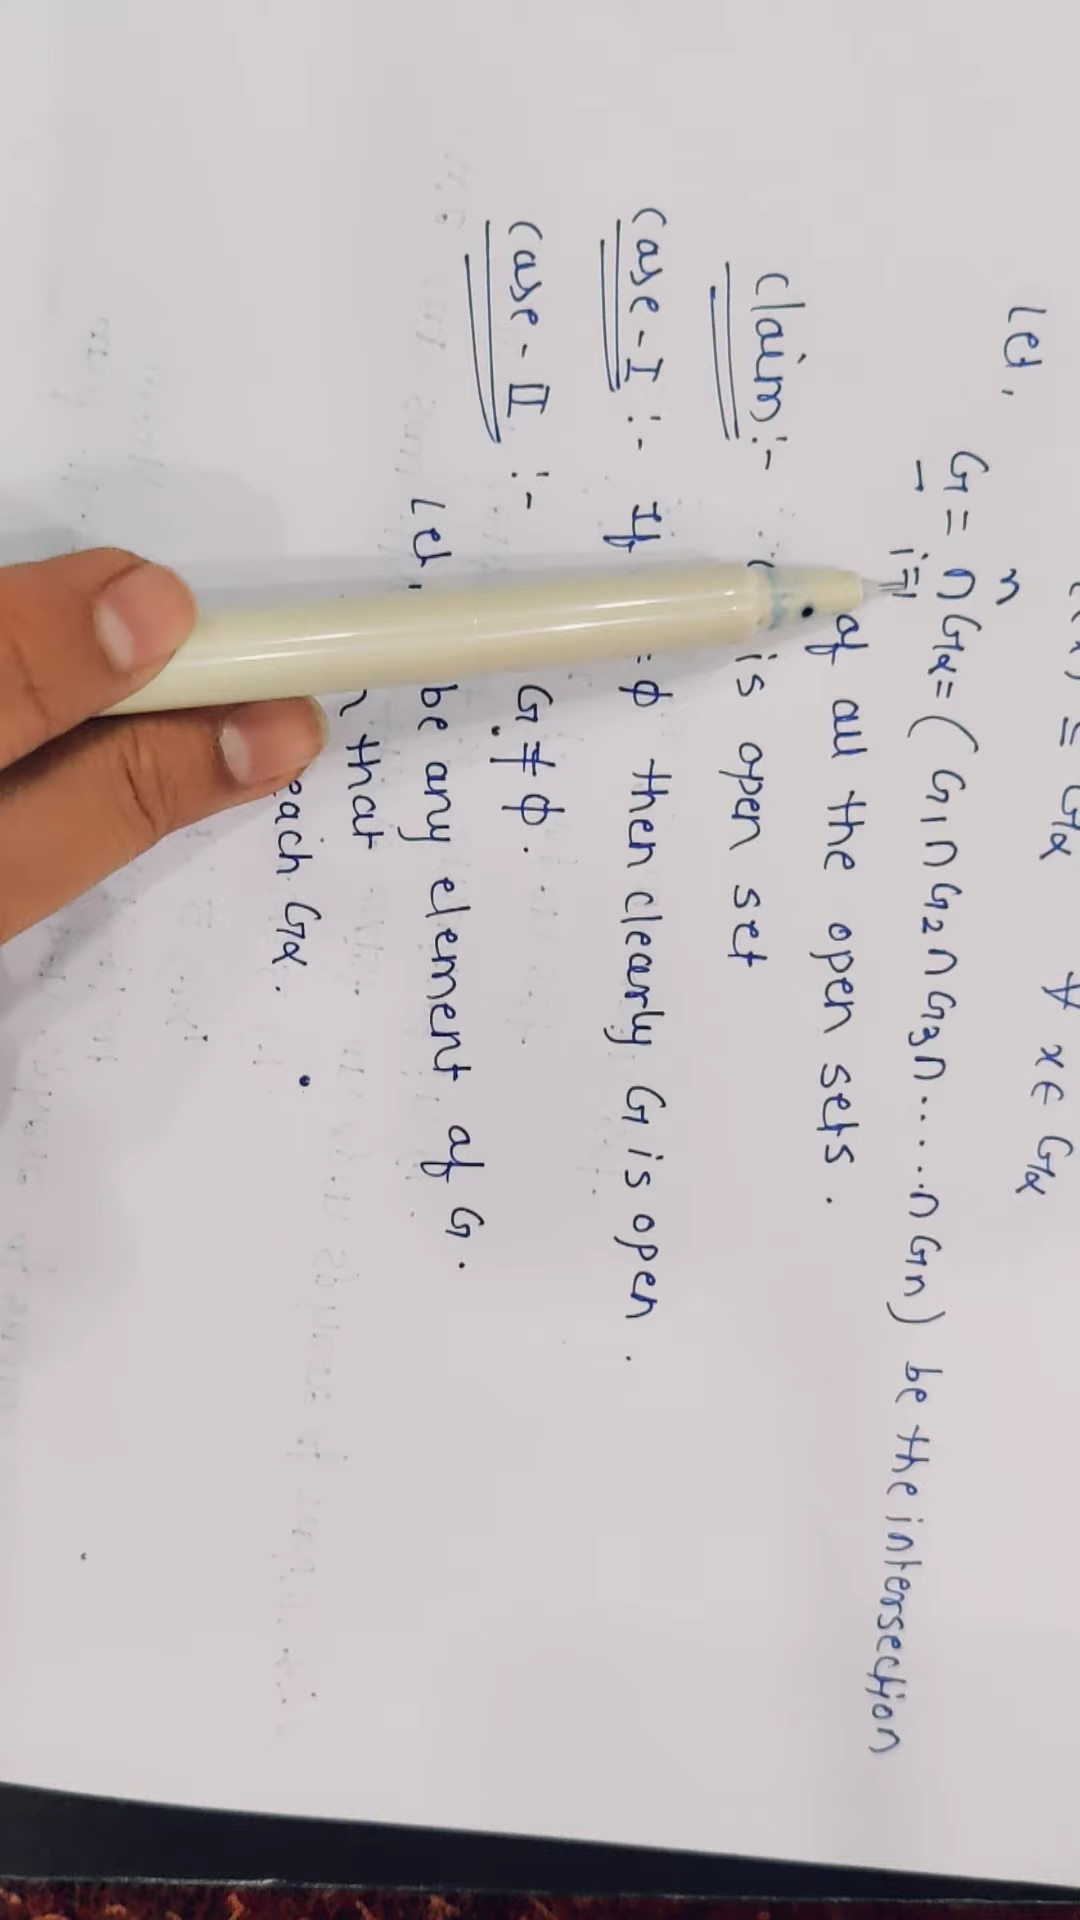 ⊆ Gα ∀ x ∈ Gα
Let,
n
G = ∩ Gα = ( G1 ∩ G2 ∩ G3 ∩ .... ∩ Gn ) be the intersection
i=1
of all the open sets.
Claim :- is open set
Case - I :- If = ϕ then clearly G is open.
Case - II :- G ≠ ϕ.
Let, be any element of G.
that
each Gα.